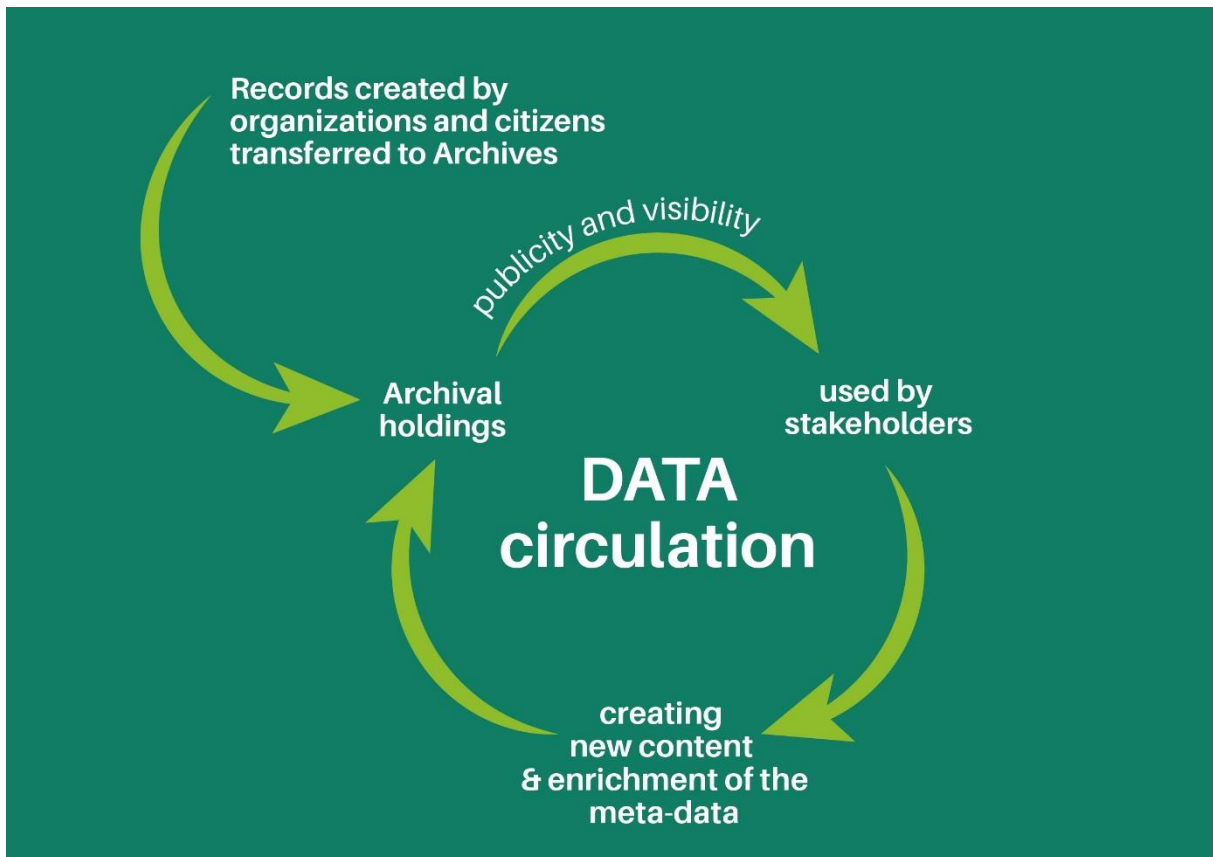 Records created by
organizations and citizens
transferred to Archives
publicity and visibility
Archival
holdings
used by
stakeholders
DATA
circulation
creating
new content
& enrichment of the
meta-data